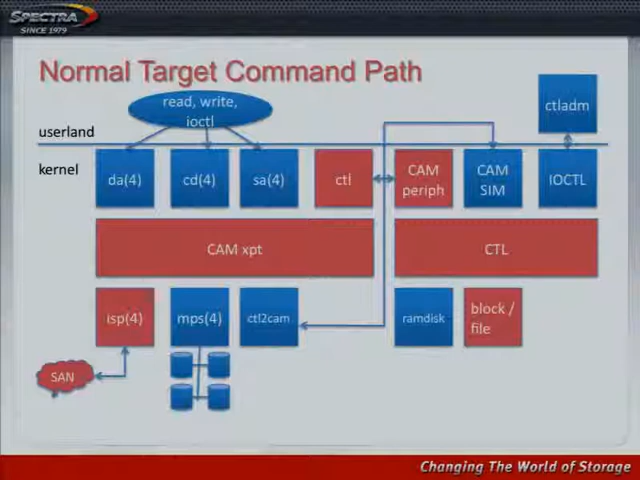 SPECTRA
SINCE 1979
Normal Target Command Path
read, write,
ioctl
ctladm
userland
kernel
da(4)
cd(4)
sa(4)
ctl
CAM
periph
CAM
SIM
IOCTL
CAM xpt
CTL
isp(4)
mps(4)
ctl2cam
ramdisk
block /
file
SAN
Changing The World of Storage